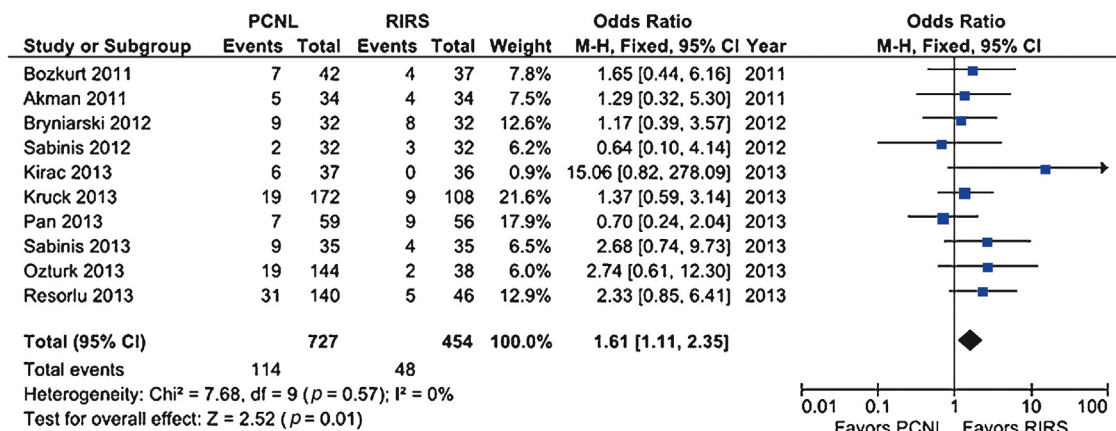 PCNL RIRS Odds Ratio Odds Ratio
Study or Subgroup Events Total Events Total Weight M-H, Fixed, 95% CI Year M-H, Fixed, 95% CI
Bozkurt 2011 7 42 4 37 7.8% 1.65 [0.44, 6.16] 2011
Akman 2011 5 34 4 34 7.5% 1.29 [0.32, 5.30] 2011
Bryniarski 2012 9 32 8 32 12.6% 1.17 [0.39, 3.57] 2012
Sabinis 2012 2 32 3 32 6.2% 0.64 [0.10, 4.14] 2012
Kirac 2013 6 37 0 36 0.9% 15.06 [0.82, 278.09] 2013
Kruck 2013 19 172 9 108 21.6% 1.37 [0.59, 3.14] 2013
Pan 2013 7 59 9 56 17.9% 0.70 [0.24, 2.04] 2013
Sabinis 2013 9 35 4 35 6.5% 2.68 [0.74, 9.73] 2013
Ozturk 2013 19 144 2 38 6.0% 2.74 [0.61, 12.30] 2013
Resorlu 2013 31 140 5 46 12.9% 2.33 [0.85, 6.41] 2013
Total (95% CI) 727 454 100.0% 1.61 [1.11, 2.35]
Total events 114 48
Heterogeneity: Chi² = 7.68, df = 9 (p = 0.57); I² = 0%
Test for overall effect: Z = 2.52 (p = 0.01)
0.01 0.1 1 10 100
Favors PCNL Favors RIRS